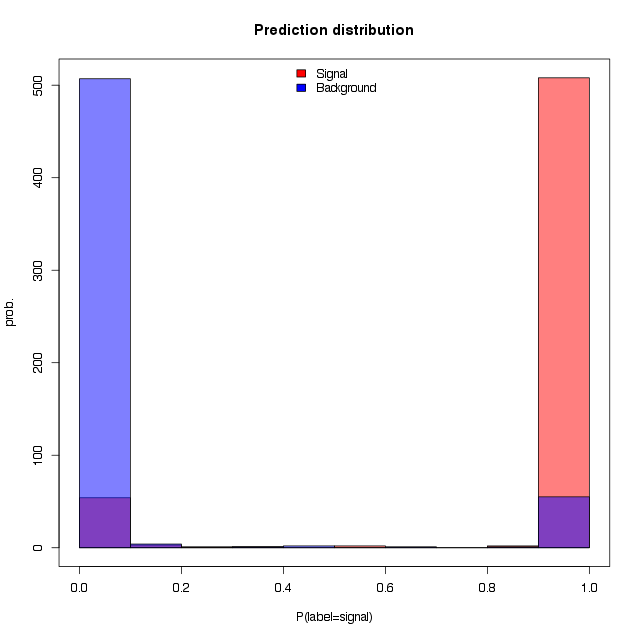 Prediction distribution
Signal
Background
500
400
300
200
100
0
prob.
0.0 0.2 0.4 0.6 0.8 1.0
P(label=signal)